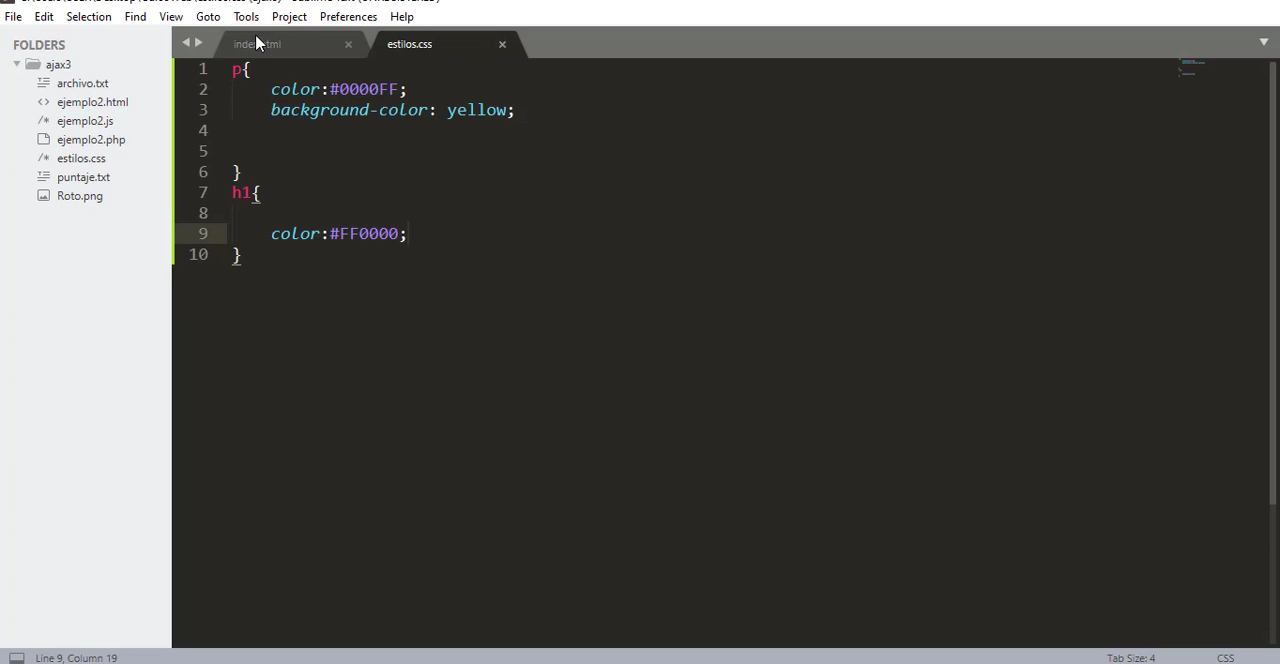 File Edit Selection Find View Goto Tools Project Preferences Help
FOLDERS
ajax3
archivo.txt
ejemplo2.html
ejemplo2.js
ejemplo2.php
estilos.css
puntaje.txt
Roto.png
estilos.css
1 p{
2 color:#0000FF;
3 background-color: yellow;
4
5
6 }
7 h1{
8
9 color:#FF0000;
10 }
Line 9, Column 19
Tab Size: 4
CSS